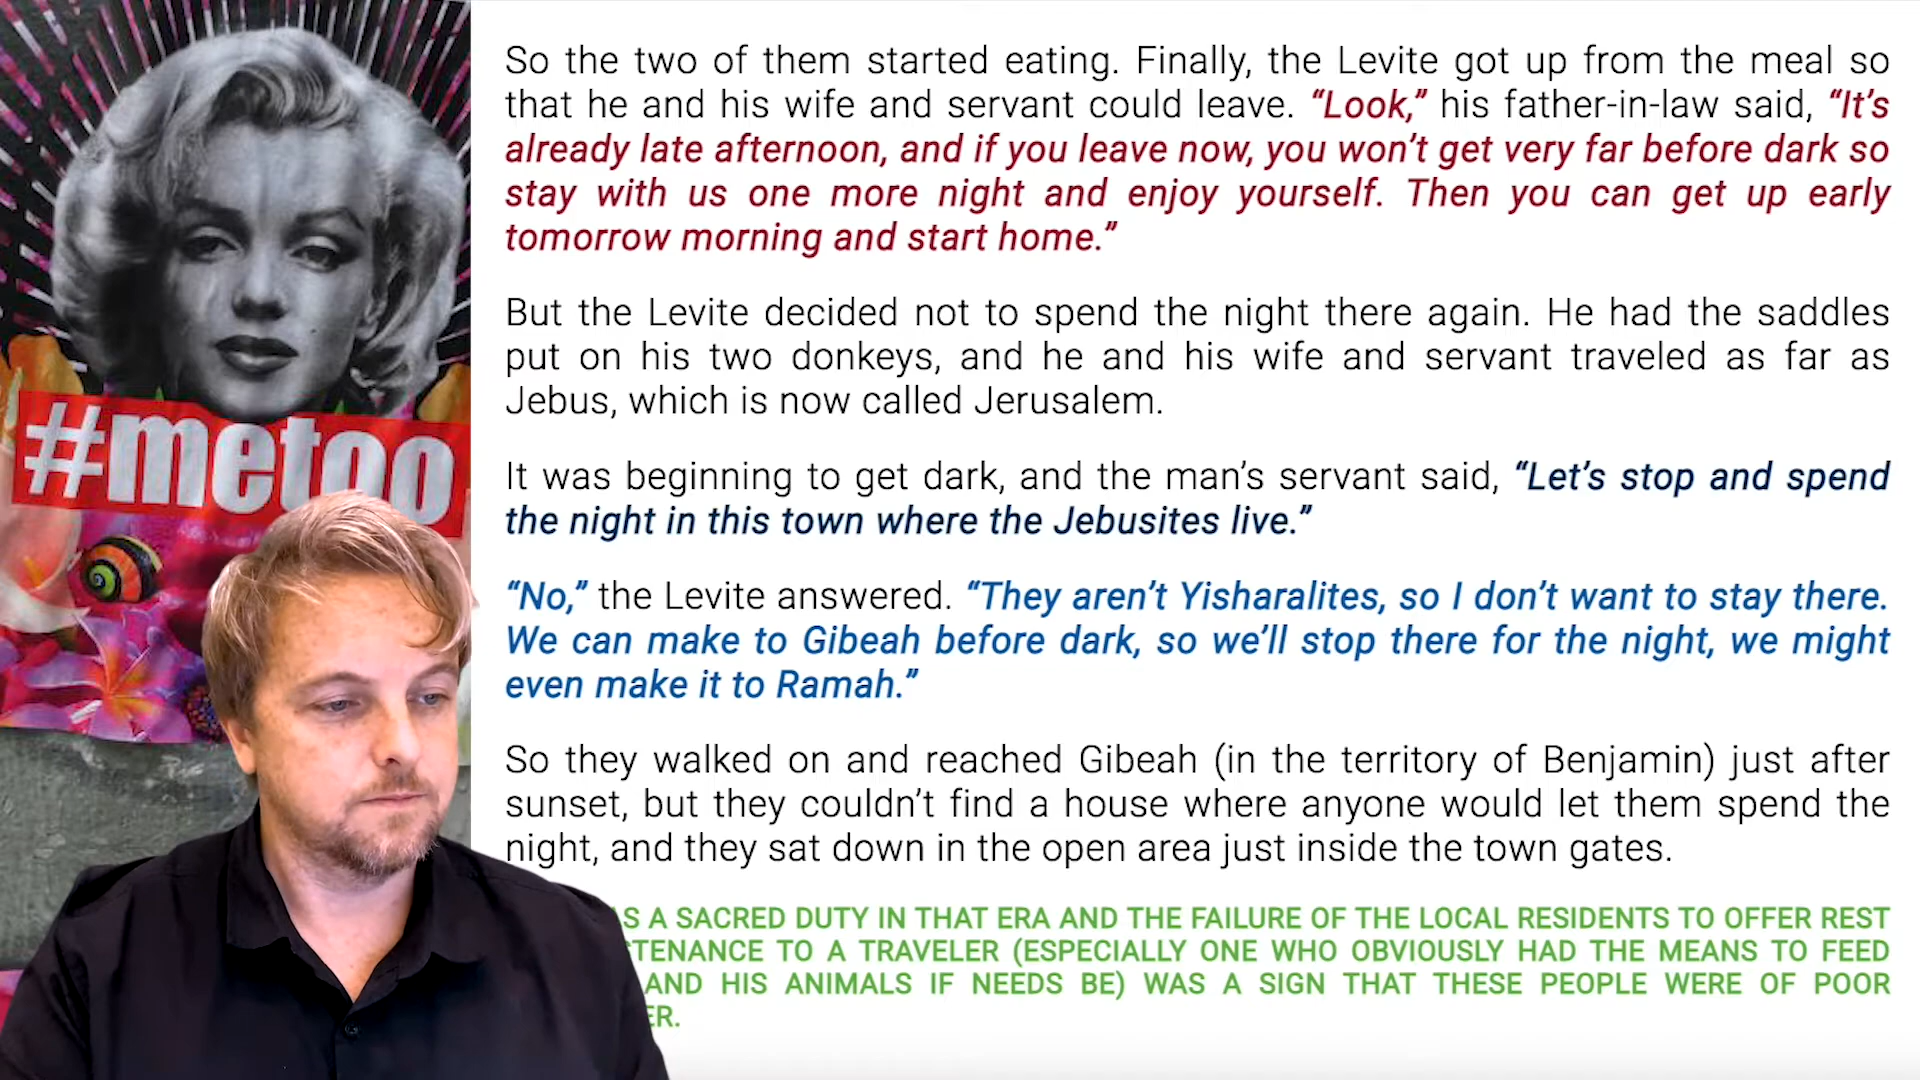 #metoo
So the two of them started eating. Finally, the Levite got up from the meal so
that he and his wife and servant could leave. “Look,” his father-in-law said, “It’s
already late afternoon, and if you leave now, you won’t get very far before dark so
stay with us one more night and enjoy yourself. Then you can get up early
tomorrow morning and start home.”
But the Levite decided not to spend the night there again. He had the saddles
put on his two donkeys, and he and his wife and servant traveled as far as
Jebus, which is now called Jerusalem.
It was beginning to get dark, and the man’s servant said, “Let’s stop and spend
the night in this town where the Jebusites live.”
“No,” the Levite answered. “They aren’t Yisharalites, so I don’t want to stay there.
We can make to Gibeah before dark, so we’ll stop there for the night, we might
even make it to Ramah.”
So they walked on and reached Gibeah (in the territory of Benjamin) just after
sunset, but they couldn’t find a house where anyone would let them spend the
night, and they sat down in the open area just inside the town gates.
A SACRED DUTY IN THAT ERA AND THE FAILURE OF THE LOCAL RESIDENTS TO OFFER REST
TO A TRAVELER (ESPECIALLY ONE WHO OBVIOUSLY HAD THE MEANS TO FEED
AND HIS ANIMALS IF NEEDS BE) WAS A SIGN THAT THESE PEOPLE WERE OF POOR